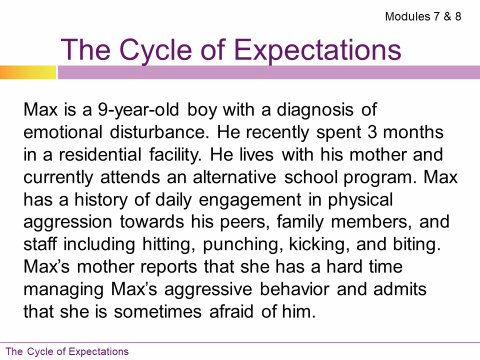 Modules 7 & 8
The Cycle of Expectations
Max is a 9-year-old boy with a diagnosis of
emotional disturbance. He recently spent 3 months
in a residential facility. He lives with his mother and
currently attends an alternative school program. Max
has a history of daily engagement in physical
aggression towards his peers, family members, and
staff including hitting, punching, kicking, and biting.
Max’s mother reports that she has a hard time
managing Max’s aggressive behavior and admits
that she is sometimes afraid of him.
The Cycle of Expectations